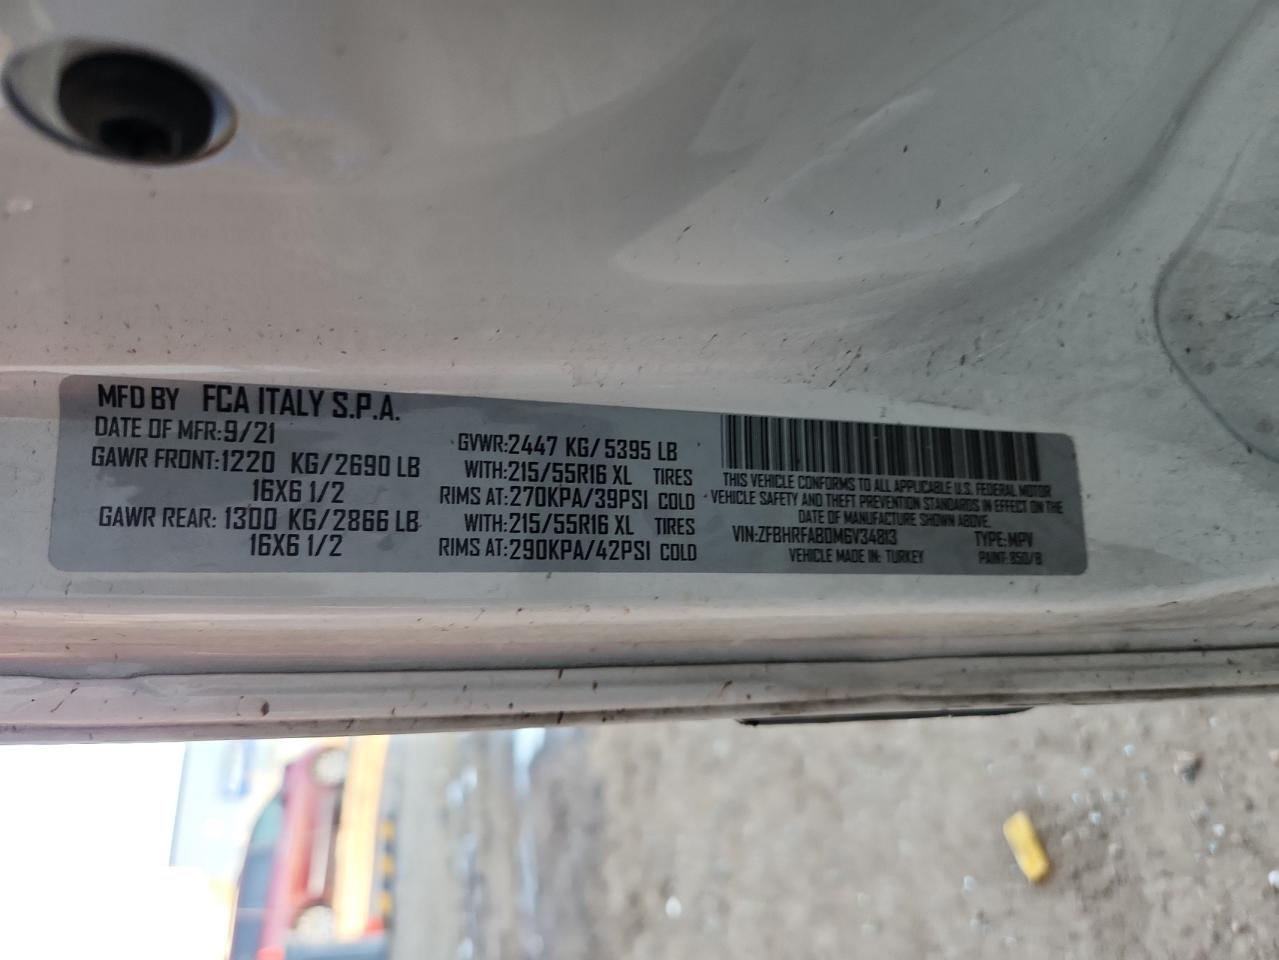 MFD BY FCA ITALY S.P.A.
DATE OF MFR:9/21
GAWR FRONT:1220 KG/2690 LB
16X6 1/2
GAWR REAR: 1300 KG/2866 LB
16X6 1/2
GVWR:2447 KG/5395 LB
WITH:215/55R16 XL TIRES
RIMS AT:270KPA/39PSI COLD
WITH:215/55R16 XL TIRES
RIMS AT:290KPA/42PSI COLD
THIS VEHICLE CONFORMS TO ALL APPLICABLE U.S. FEDERAL MOTOR
VEHICLE SAFETY AND THEFT PREVENTION STANDARDS IN EFFECT ON THE
DATE OF MANUFACTURE SHOWN ABOVE.
VIN:ZFBHRFAB0M6V34813 TYPE:MPV
VEHICLE MADE IN: TURKEY PAINT: 850/B